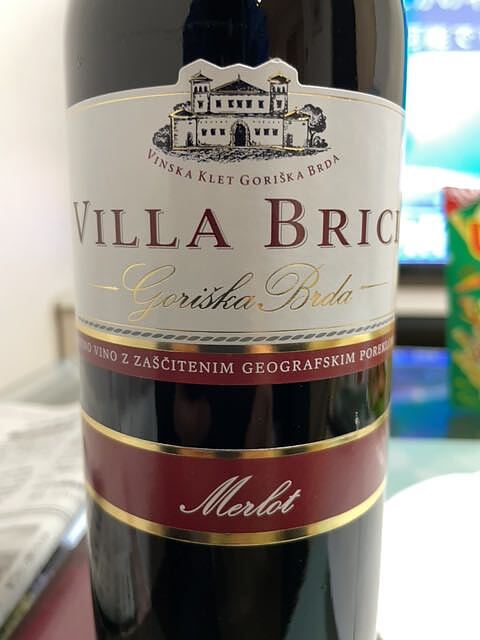 VINSKA KLET GORIŠKA BRDA
VILLA BRICI
Goriška Brda
VINO Z ZAŠČITENIM GEOGRAFSKIM
Merlot